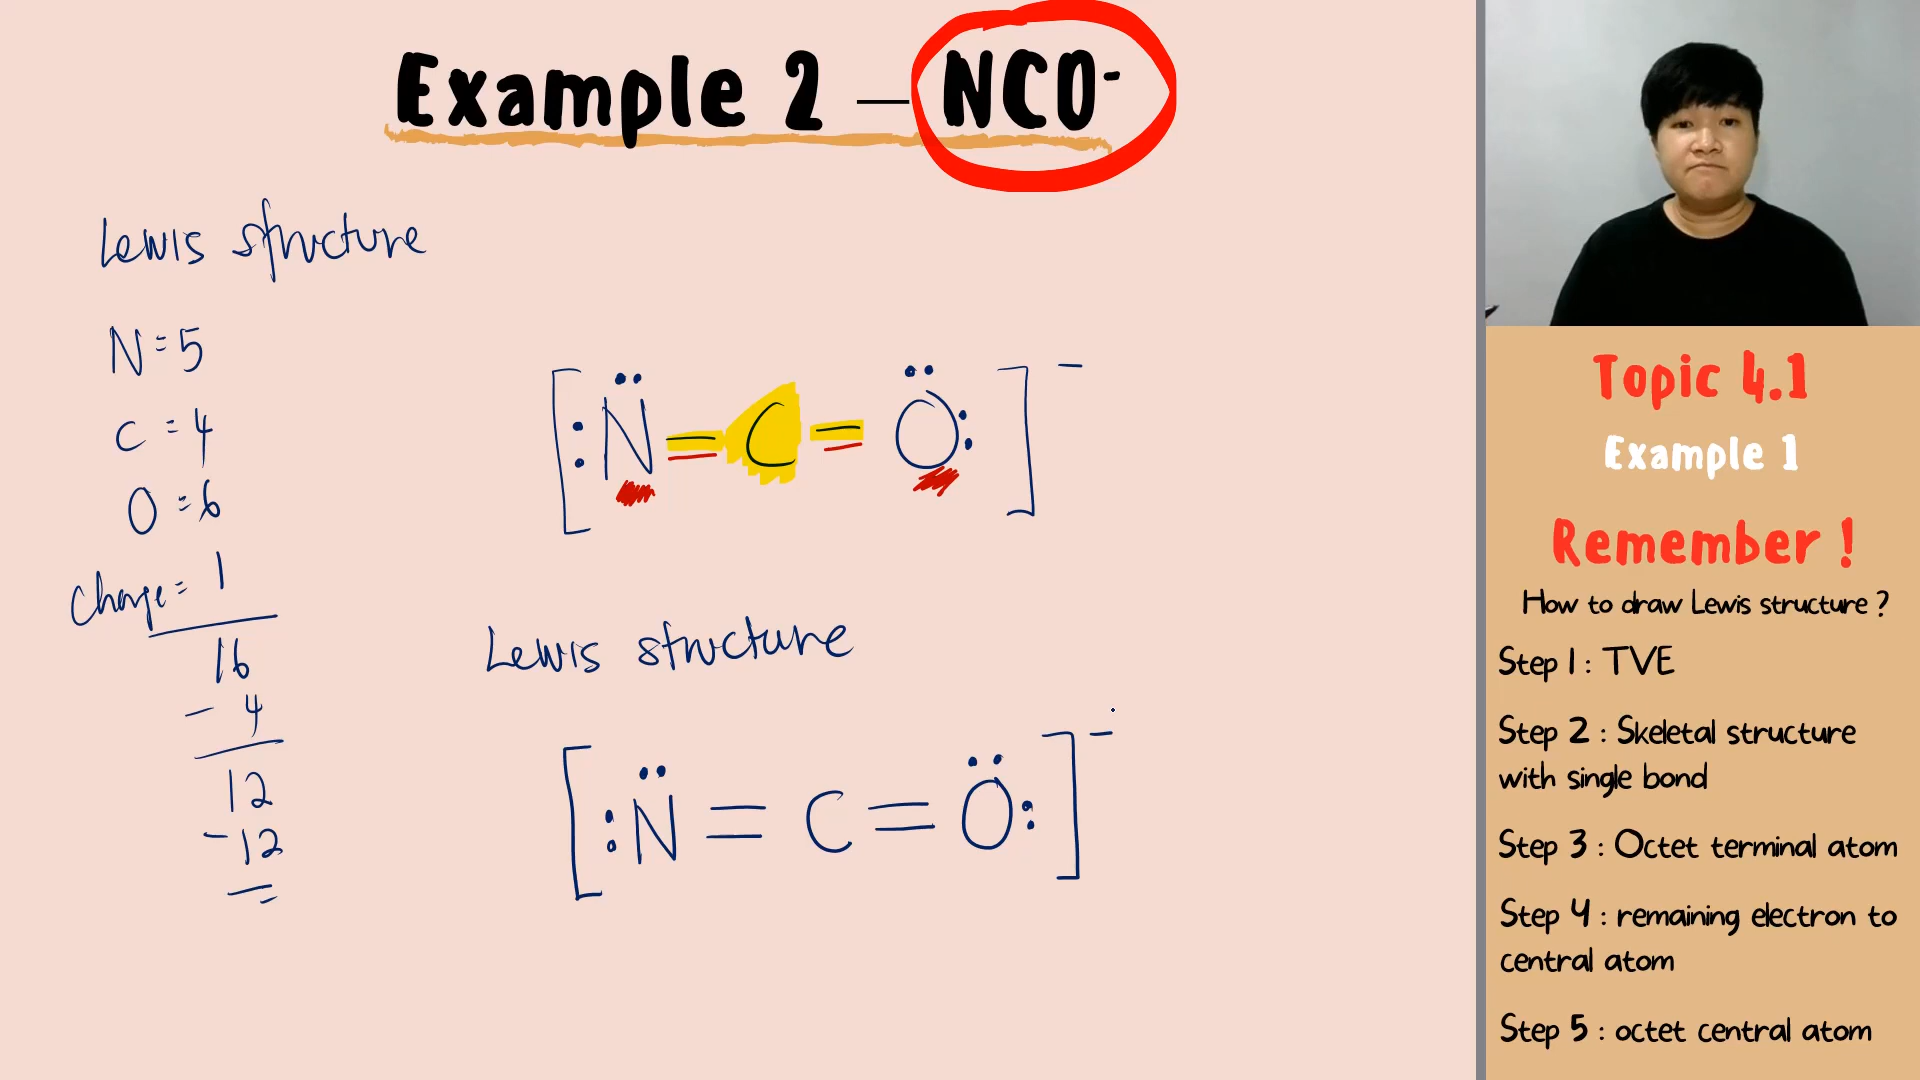 Example 2 – NCO⁻
Lewis structure
N = 5
C = 4
O = 6
Charge = 1
16
- 4
12
- 12
[:N̈ = C = Ö:]⁻
Lewis structure
[:N̈ = C = Ö:]⁻
Topic 4.1
Example 1
Remember !
How to draw Lewis structure ?
Step 1 : TVE
Step 2 : Skeletal structure
with single bond
Step 3 : Octet terminal atom
Step 4 : remaining electron to
central atom
Step 5 : octet central atom